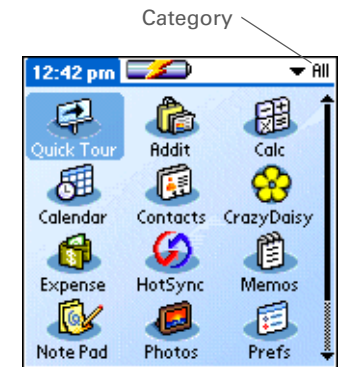 Category
12:42 pm All
Quick Tour Addit Calc
Calendar Contacts CrazyDaisy
Expense HotSync Memos
Note Pad Photos Prefs